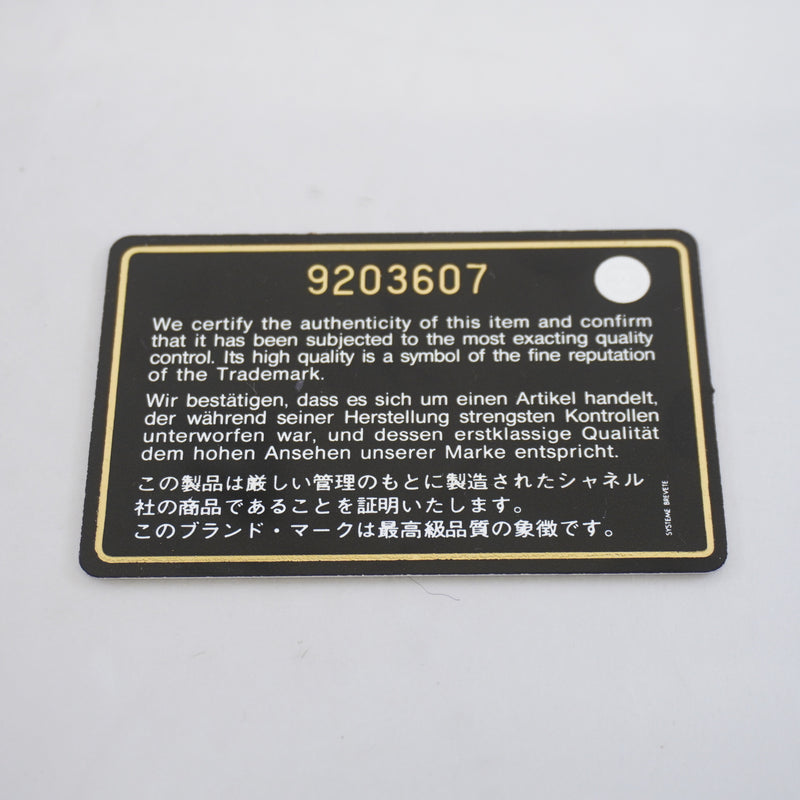 9203607
We certify the authenticity of this item and confirm
that it has been subjected to the most exacting quality
control. Its high quality is a symbol of the fine reputation
of the Trademark.
Wir bestätigen, dass es sich um einen Artikel handelt,
der während seiner Herstellung strengsten Kontrollen
unterworfen war, und dessen erstklassige Qualität
dem hohen Ansehen unserer Marke entspricht.
この製品は厳しい管理のもとに製造されたシャネル
社の商品であることを証明いたします。
このブランド・マークは最高級品質の象徴です。
SYSTEME BREVETE